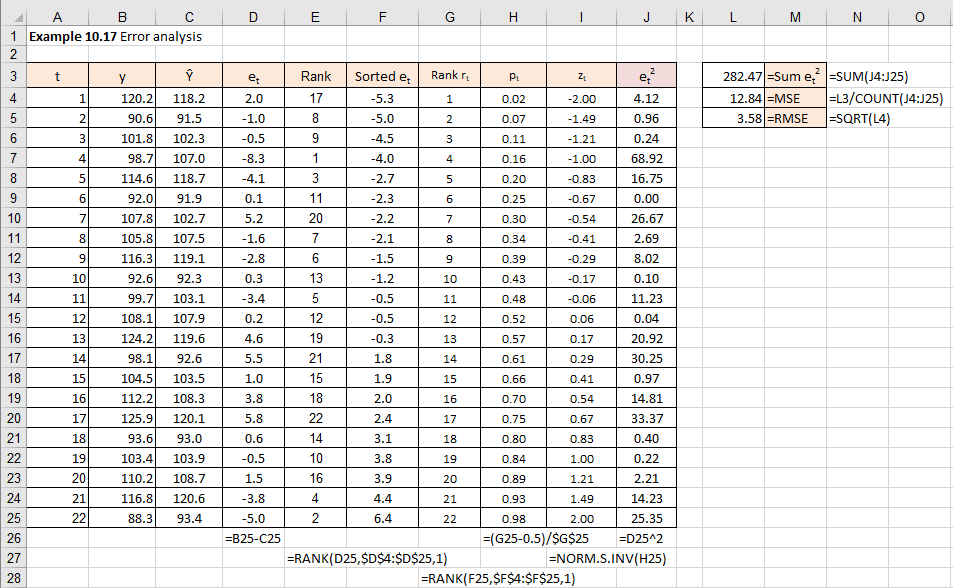 A B C D E F G H I J K L M N O
1 Example 10.17 Error analysis
2
3 t y Ŷ et Rank Sorted et Rank rt pt zt et² 282.47 =Sum et² =SUM(J4:J25)
4 1 120.2 118.2 2.0 17 -5.3 1 0.02 -2.00 4.12 12.84 =MSE =L3/COUNT(J4:J25)
5 2 90.6 91.5 -1.0 8 -5.0 2 0.07 -1.49 0.96 3.58 =RMSE =SQRT(L4)
6 3 101.8 102.3 -0.5 9 -4.5 3 0.11 -1.21 0.24
7 4 98.7 107.0 -8.3 1 -4.0 4 0.16 -1.00 68.92
8 5 114.6 118.7 -4.1 3 -2.7 5 0.20 -0.83 16.75
9 6 92.0 91.9 0.1 11 -2.3 6 0.25 -0.67 0.00
10 7 107.8 102.7 5.2 20 -2.2 7 0.30 -0.54 26.67
11 8 105.8 107.5 -1.6 7 -2.1 8 0.34 -0.41 2.69
12 9 116.3 119.1 -2.8 6 -1.5 9 0.39 -0.29 8.02
13 10 92.6 92.3 0.3 13 -1.2 10 0.43 -0.17 0.10
14 11 99.7 103.1 -3.4 5 -0.5 11 0.48 -0.06 11.23
15 12 108.1 107.9 0.2 12 -0.5 12 0.52 0.06 0.04
16 13 124.2 119.6 4.6 19 -0.3 13 0.57 0.17 20.92
17 14 98.1 92.6 5.5 21 1.8 14 0.61 0.29 30.25
18 15 104.5 103.5 1.0 15 1.9 15 0.66 0.41 0.97
19 16 112.2 108.3 3.8 18 2.0 16 0.70 0.54 14.81
20 17 125.9 120.1 5.8 22 2.4 17 0.75 0.67 33.37
21 18 93.6 93.0 0.6 14 3.1 18 0.80 0.83 0.40
22 19 103.4 103.9 -0.5 10 3.8 19 0.84 1.00 0.22
23 20 110.2 108.7 1.5 16 3.9 20 0.89 1.21 2.21
24 21 116.8 120.6 -3.8 4 4.4 21 0.93 1.49 14.23
25 22 88.3 93.4 -5.0 2 6.4 22 0.98 2.00 25.35
26 =B25-C25 =(G25-0.5)/$G$25 =D25^2
27 =RANK(D25,$D$4:$D$25,1) =NORM.S.INV(H25)
28 =RANK(F25,$F$4:$F$25,1)